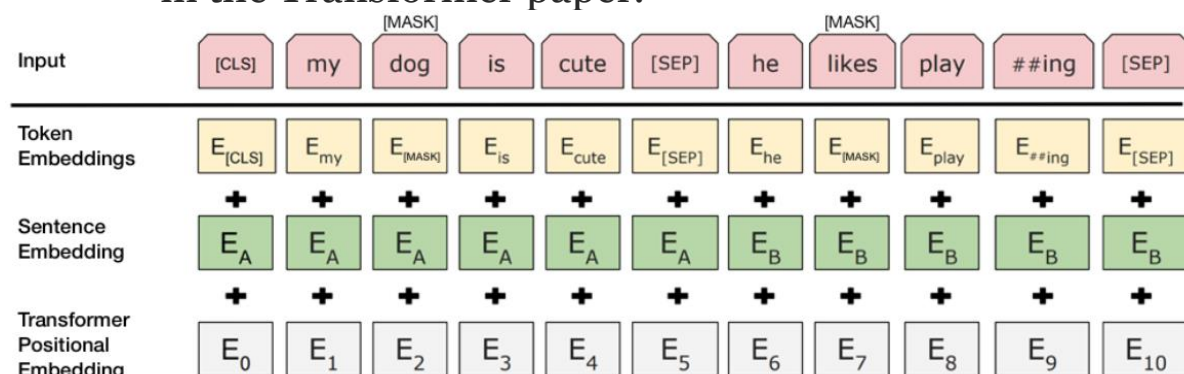 in the Transformer paper.
[MASK] [MASK]
Input [CLS] my dog is cute [SEP] he likes play ##ing [SEP]
Token
Embeddings
E[CLS] Emy E[MASK] Eis Ecute E[SEP] Ehe E[MASK] Eplay E##ing E[SEP]
+ + + + + + + + + + +
Sentence
Embedding
EA EA EA EA EA EA EB EB EB EB EB
+ + + + + + + + + + +
Transformer
Positional
Embedding
E0 E1 E2 E3 E4 E5 E6 E7 E8 E9 E10